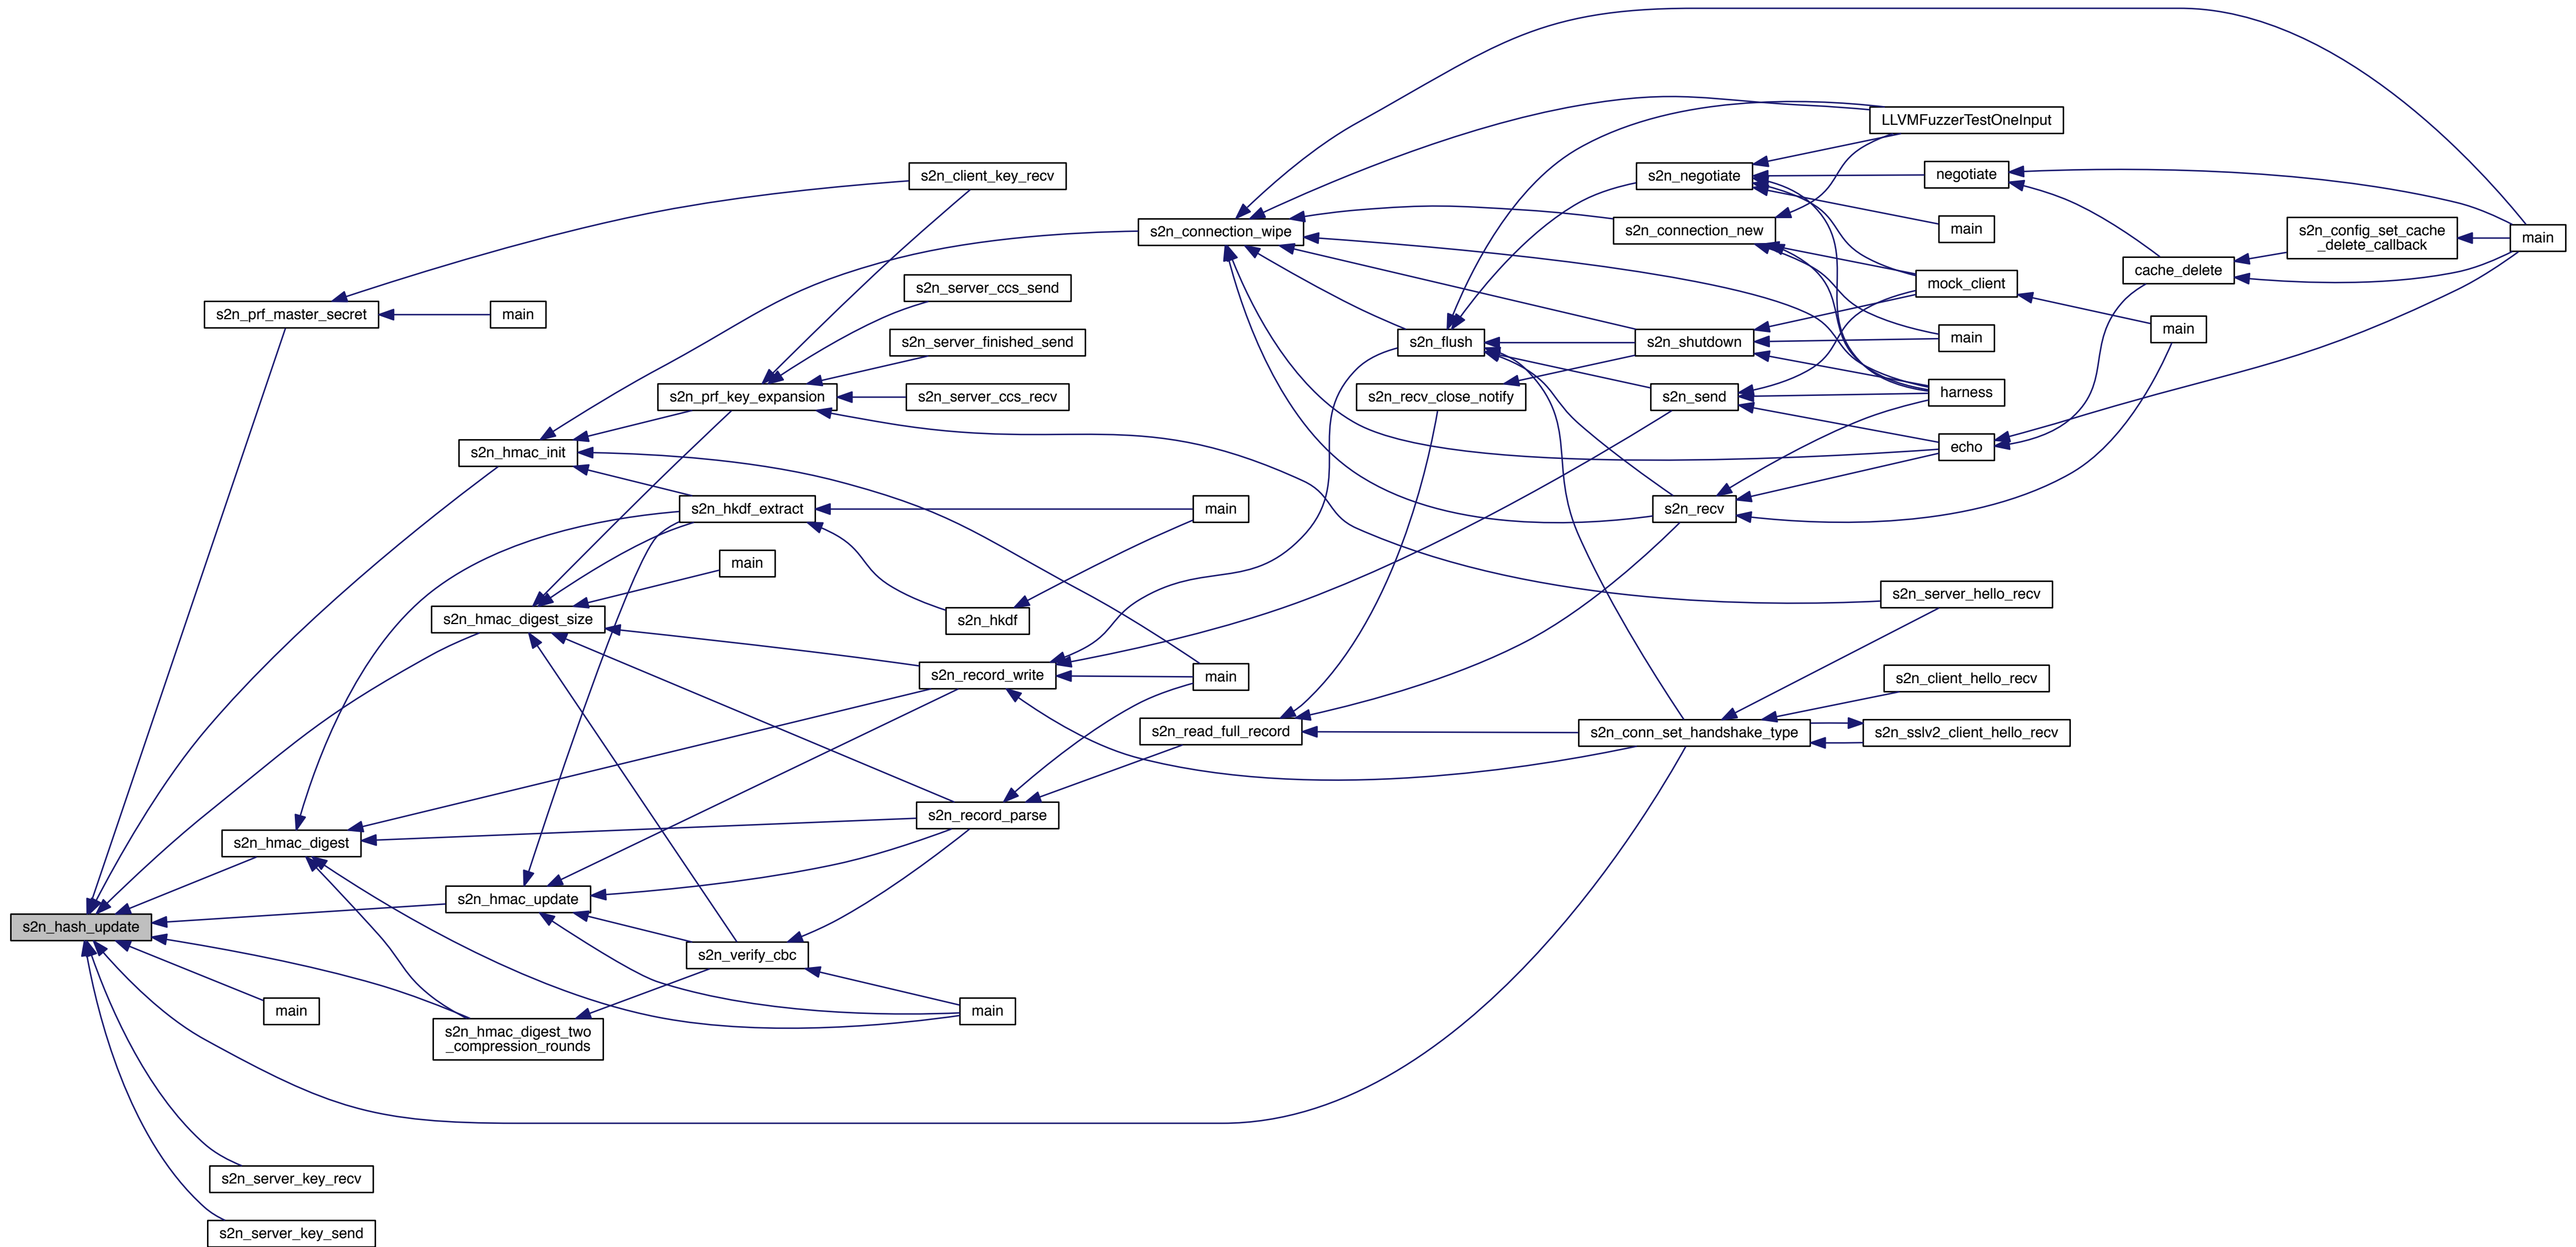 LLVMFuzzerTestOneInput
s2n_client_key_recv
s2n_negotiate
negotiate
s2n_connection_wipe
s2n_connection_new
main
s2n_config_set_cache
_delete_callback
main
cache_delete
s2n_server_ccs_send
mock_client
s2n_prf_master_secret
main
main
s2n_server_finished_send
s2n_flush
s2n_shutdown
main
s2n_prf_key_expansion
s2n_server_ccs_recv
s2n_recv_close_notify
s2n_send
harness
s2n_hmac_init
echo
s2n_hkdf_extract
main
s2n_recv
main
s2n_server_hello_recv
s2n_hmac_digest_size
s2n_hkdf
s2n_record_write
main
s2n_client_hello_recv
s2n_read_full_record
s2n_conn_set_handshake_type
s2n_sslv2_client_hello_recv
s2n_record_parse
s2n_hmac_digest
s2n_hmac_update
s2n_hash_update
s2n_verify_cbc
main
main
s2n_hmac_digest_two
_compression_rounds
s2n_server_key_recv
s2n_server_key_send